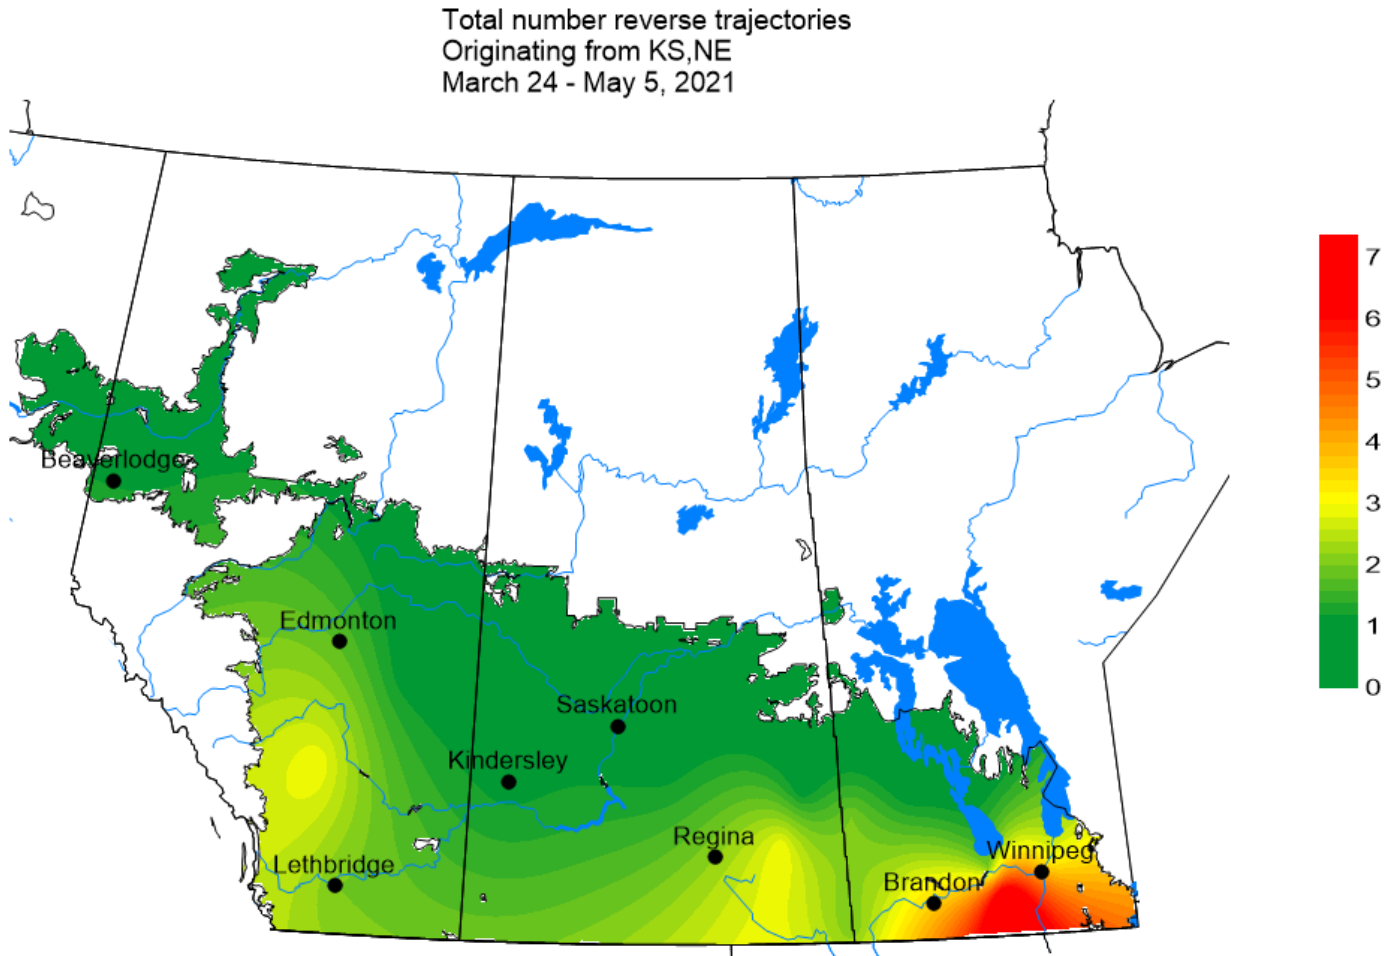 Total number reverse trajectories
Originating from KS,NE
March 24 - May 5, 2021
7
6
5
4
3
2
1
0
Beaverlodge
Edmonton
Saskatoon
Kindersley
Regina
Lethbridge
Winnipeg
Brandon